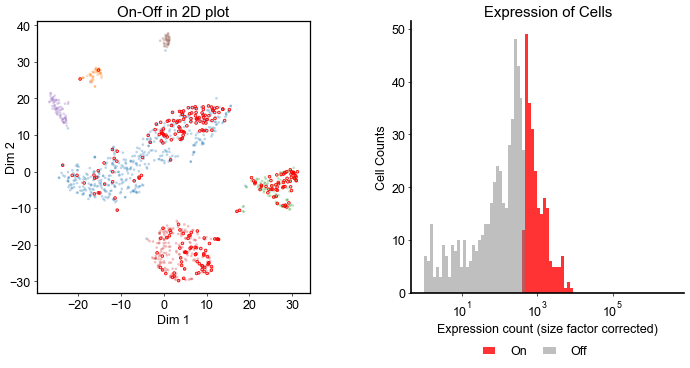 On-Off in 2D plot
Expression of Cells
40
30
20
10
0
−10
−20
−30
Dim 2
−20 −10 0 10 20 30
Dim 1
50
40
30
20
10
0
Cell Counts
10^1 10^3 10^5
Expression count (size factor corrected)
On Off